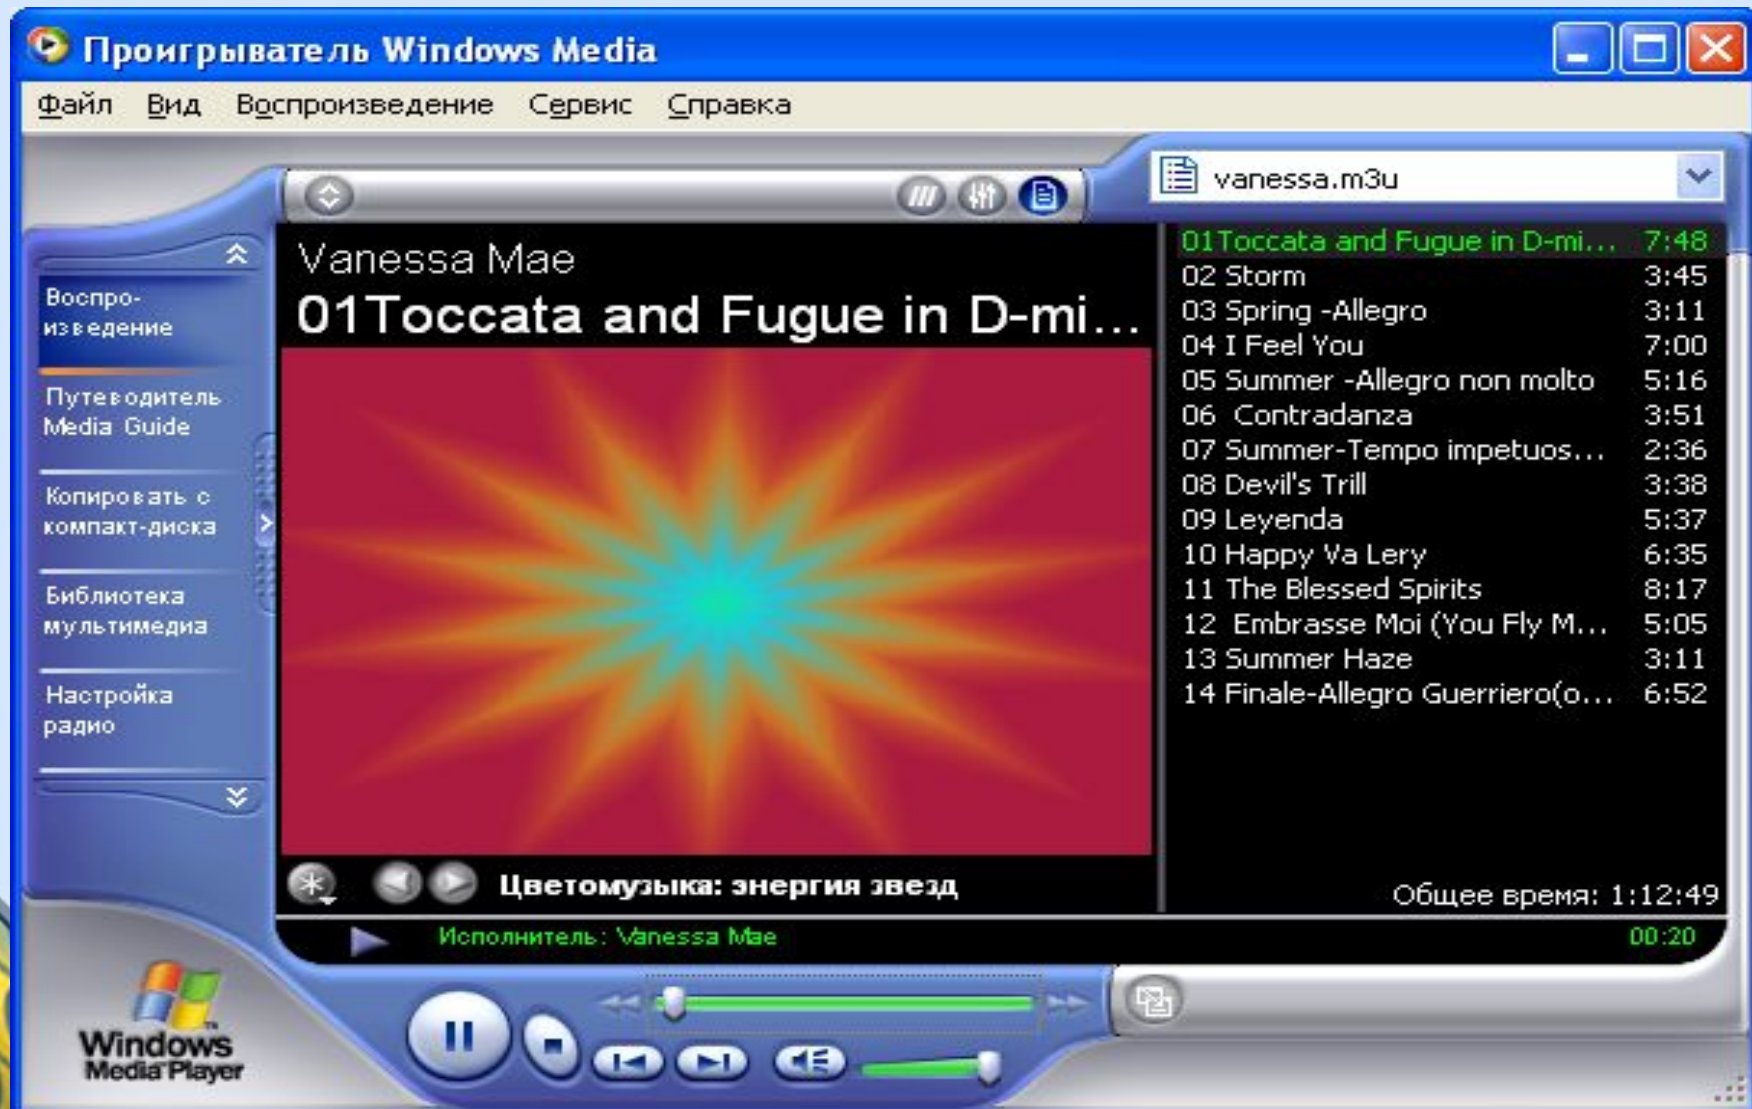 Проигрыватель Windows Media
Файл Вид Воспроизведение Сервис Справка
vanessa.m3u
Воспро-
изведение
Путеводитель
Media Guide
Копировать с
компакт-диска
Библиотека
мультимедиа
Настройка
радио
Vanessa Mae
01Toccata and Fugue in D-mi...
01Toccata and Fugue in D-mi... 7:48
02 Storm 3:45
03 Spring -Allegro 3:11
04 I Feel You 7:00
05 Summer -Allegro non molto 5:16
06 Contradanza 3:51
07 Summer-Tempo impetuos... 2:36
08 Devil's Trill 3:38
09 Leyenda 5:37
10 Happy Va Lery 6:35
11 The Blessed Spirits 8:17
12 Embrasse Moi (You Fly M... 5:05
13 Summer Haze 3:11
14 Finale-Allegro Guerriero(o... 6:52
Цветомузыка: энергия звезд
Общее время: 1:12:49
Исполнитель: Vanessa Mae 00:20
Windows
Media Player